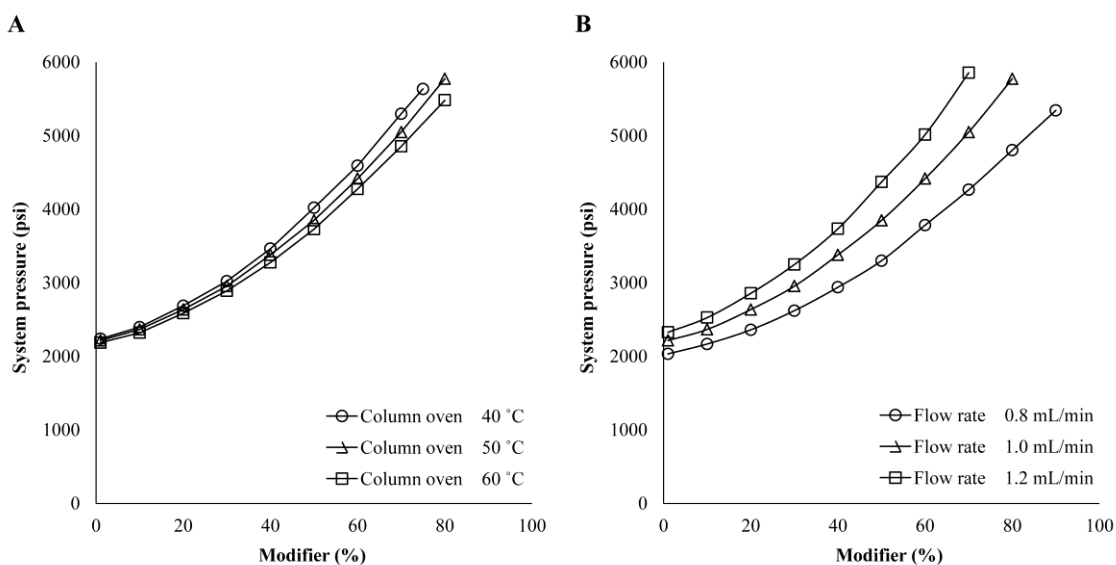 A
System pressure (psi)
6000
5000
4000
3000
2000
1000
0
0 20 40 60 80 100
Modifier (%)
Column oven 40 ˚C
Column oven 50 ˚C
Column oven 60 ˚C
B
System pressure (psi)
6000
5000
4000
3000
2000
1000
0
0 20 40 60 80 100
Modifier (%)
Flow rate 0.8 mL/min
Flow rate 1.0 mL/min
Flow rate 1.2 mL/min